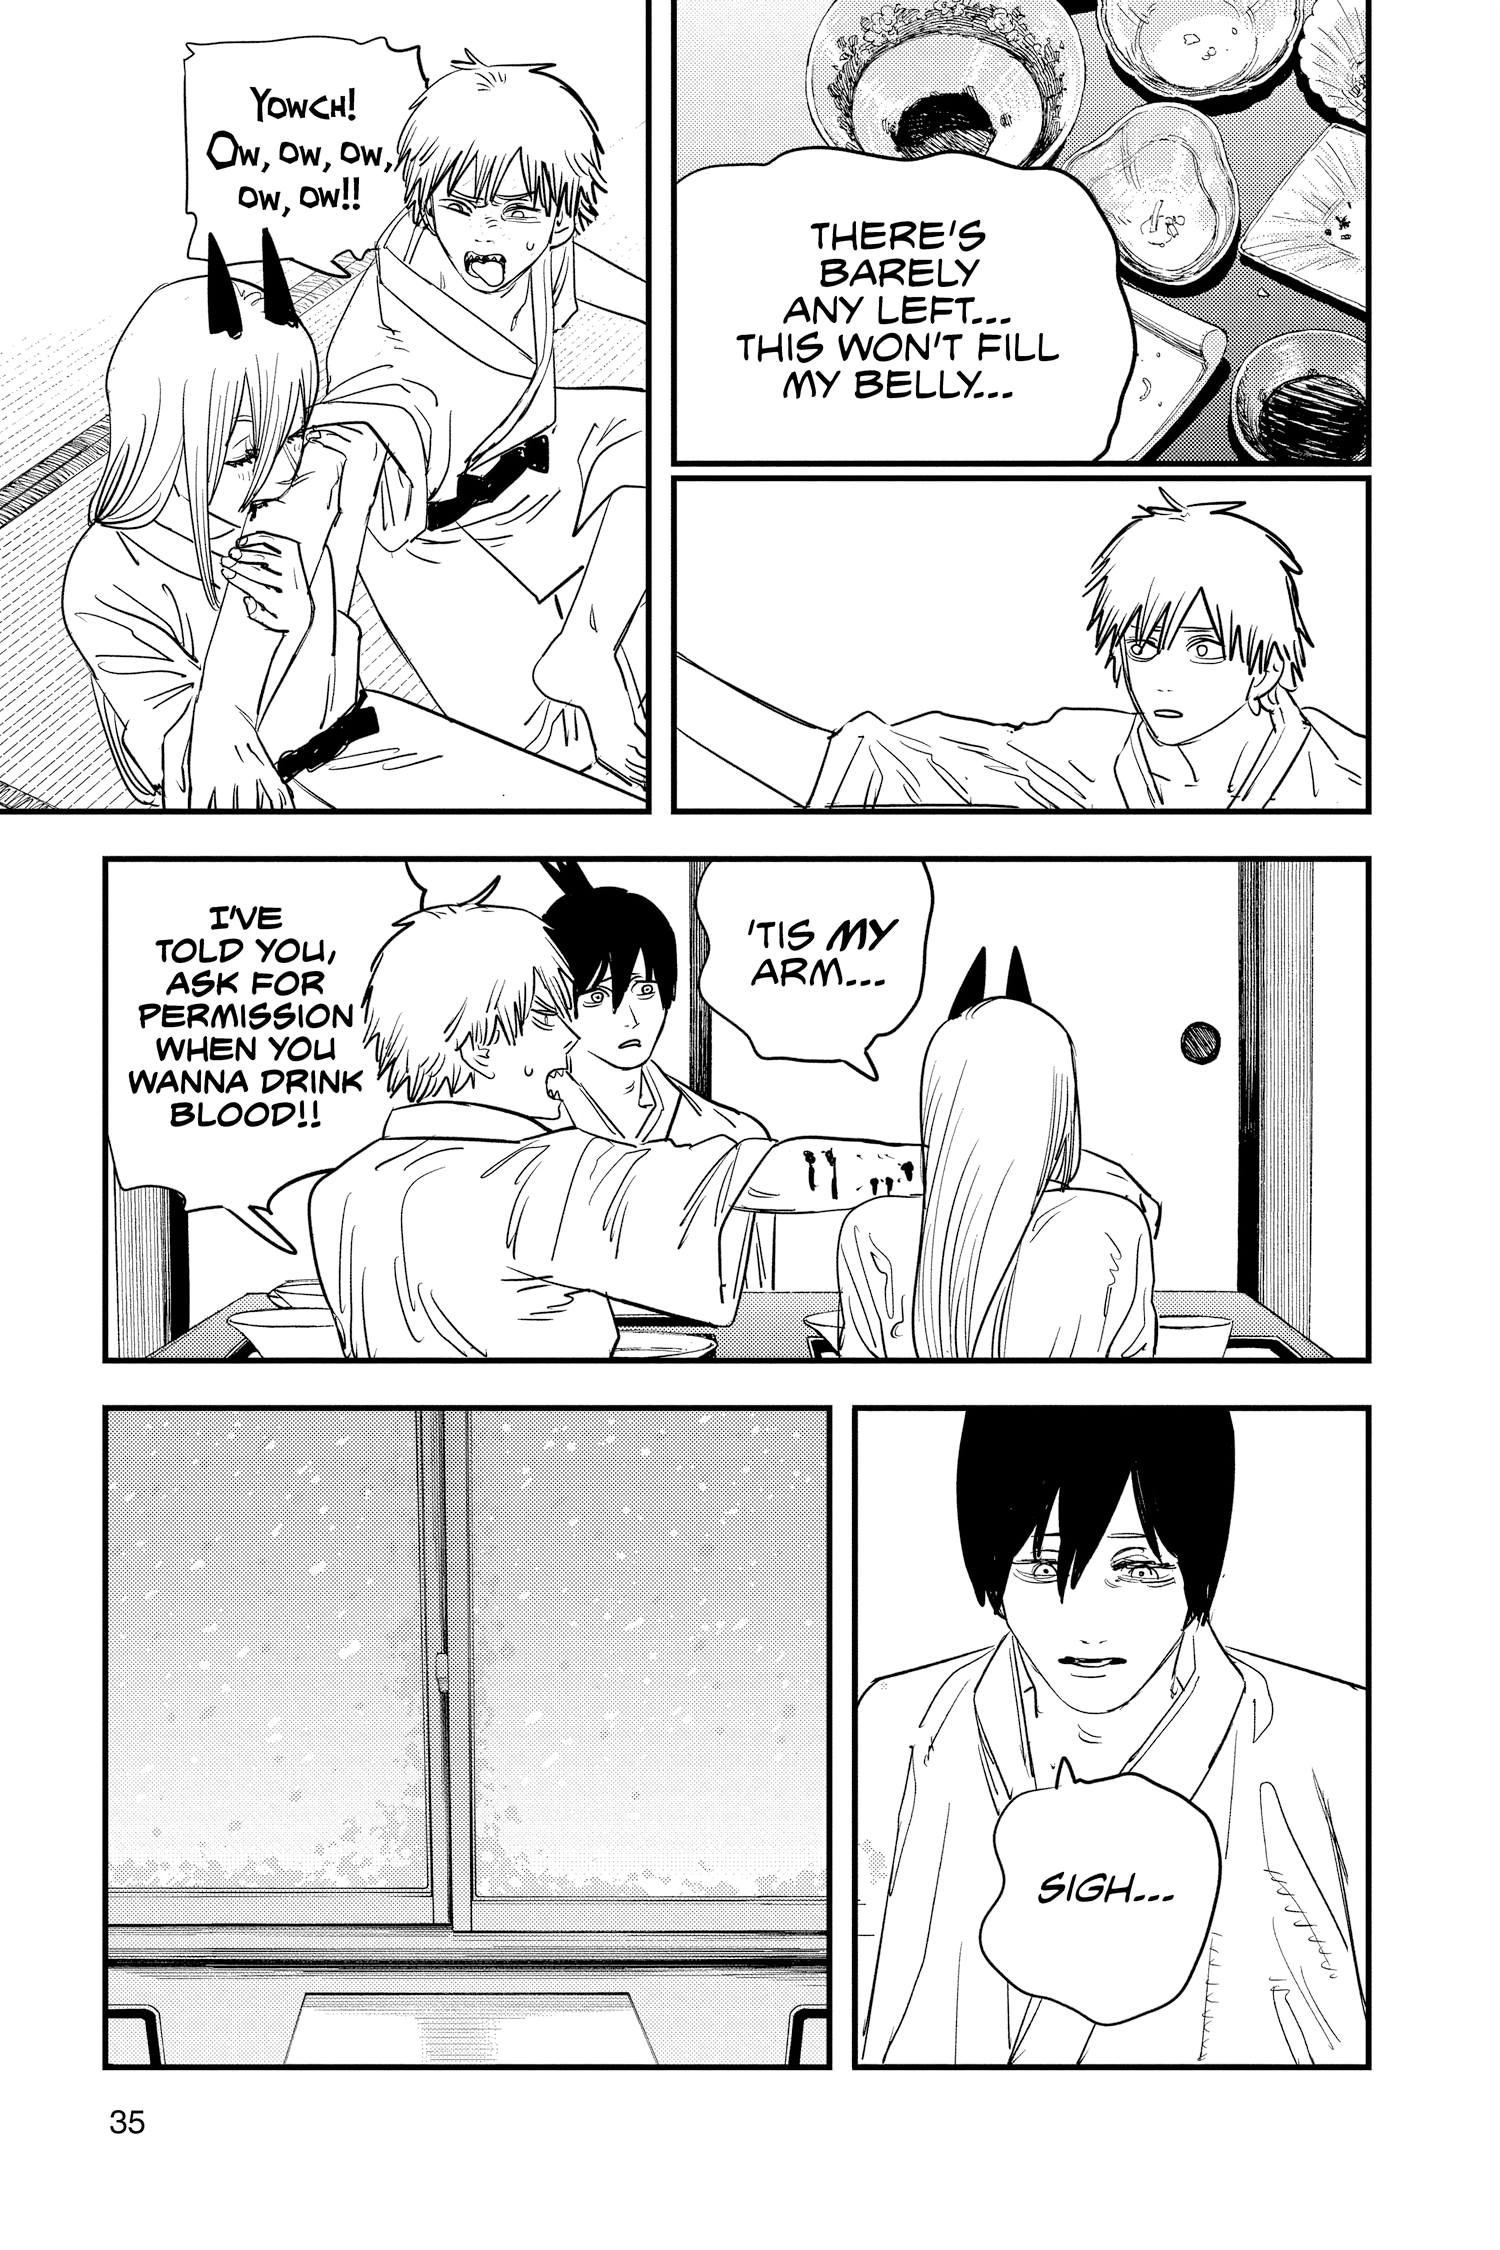 THERE'S
BARELY
ANY LEFT...
THIS WON'T FILL
MY BELLY...
YOWCH!
OW, OW, OW,
OW, OW!!
'TIS MY
ARM...
I'VE
TOLD YOU,
ASK FOR
PERMISSION
WHEN YOU
WANNA DRINK
BLOOD!!
SIGH...
35